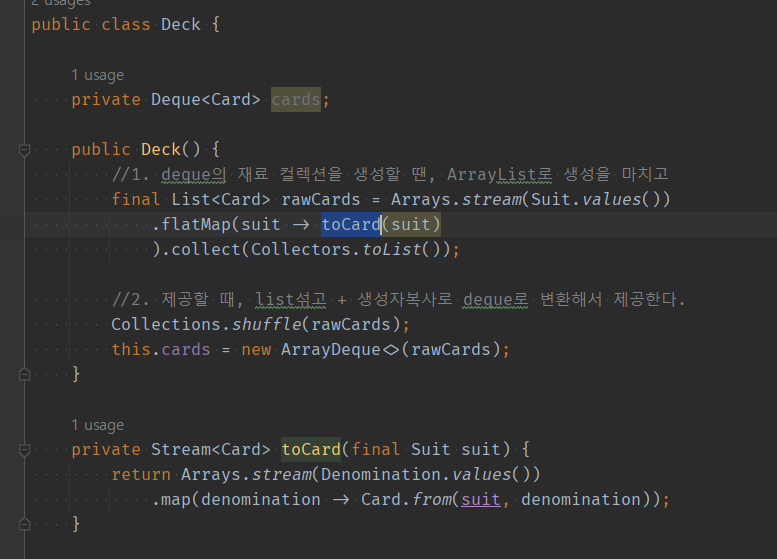 2 usages
public class Deck {
1 usage
private Deque<Card> cards;
public Deck() {
//1. deque의 재료 컬렉션을 생성할 땐, ArrayList로 생성을 마치고
final List<Card> rawCards = Arrays.stream(Suit.values())
.flatMap(suit -> toCard(suit)
).collect(Collectors.toList());
//2. 제공할 때, list섞고 + 생성자복사로 deque로 변환해서 제공한다.
Collections.shuffle(rawCards);
this.cards = new ArrayDeque<>(rawCards);
}
1 usage
private Stream<Card> toCard(final Suit suit) {
return Arrays.stream(Denomination.values())
.map(denomination -> Card.from(suit, denomination));
}